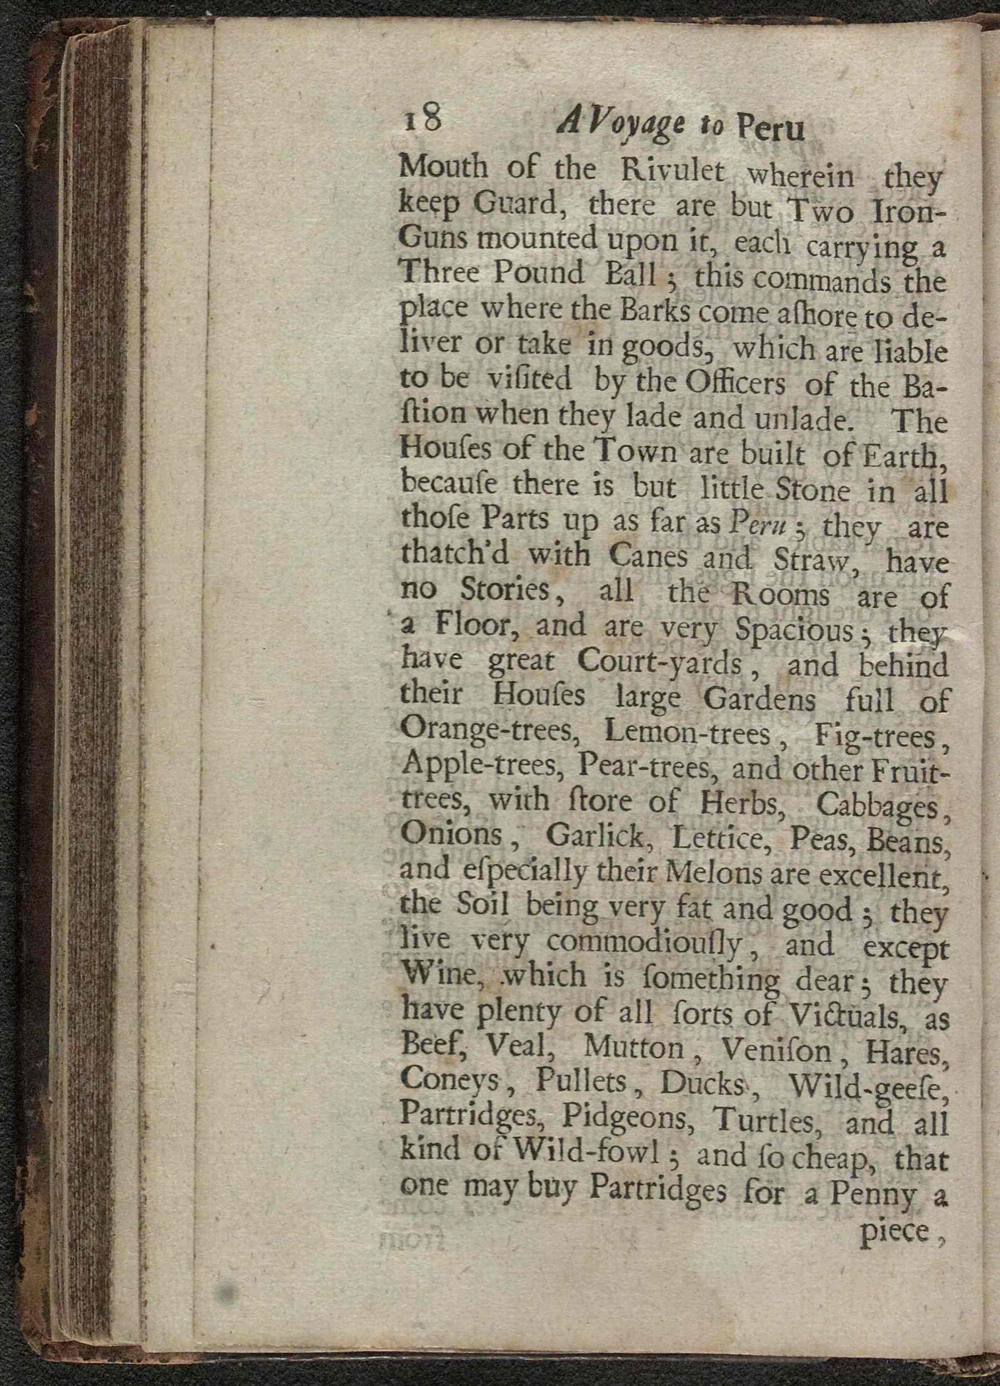 18 A Voyage to Peru
Mouth of the Rivulet wherein they
keep Guard, there are but Two Iron-
Guns mounted upon it, each carrying a
Three Pound Ball ; this commands the
place where the Barks come aſhore to de-
liver or take in goods, which are liable
to be viſited by the Officers of the Ba-
ſtion when they lade and unlade. The
Houſes of the Town are built of Earth,
becauſe there is but little Stone in all
thoſe Parts up as far as Peru ; they are
thatch'd with Canes and Straw, have
no Stories, all the Rooms are of
a Floor, and are very Spacious ; they
have great Court-yards , and behind
their Houſes large Gardens full of
Orange-trees, Lemon-trees , Fig-trees ,
Apple-trees, Pear-trees, and other Fruit-
trees, with ſtore of Herbs, Cabbages,
Onions , Garlick, Lettice, Peas, Beans,
and eſpecially their Melons are excellent,
the Soil being very fat and good ; they
live very commodiouſly , and except
Wine, which is ſomething dear ; they
have plenty of all ſorts of Victuals, as
Beef, Veal, Mutton , Veniſon , Hares,
Coneys , Pullets , Ducks , Wild-geeſe,
Partridges, Pidgeons, Turtles, and all
kind of Wild-fowl ; and ſo cheap, that
one may buy Partridges for a Penny a
piece ,